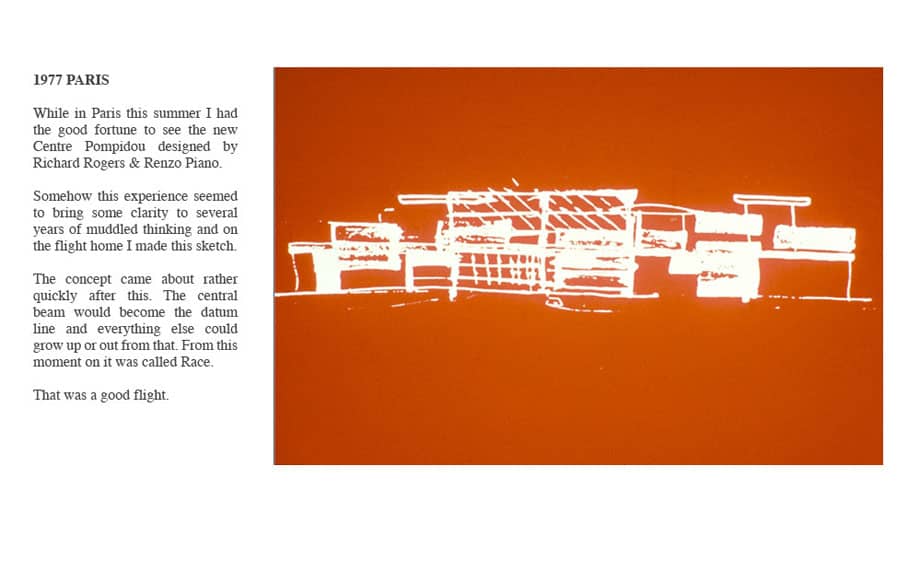 1977 PARIS
While in Paris this summer I had
the good fortune to see the new
Centre Pompidou designed by
Richard Rogers & Renzo Piano.
Somehow this experience seemed
to bring some clarity to several
years of muddled thinking and on
the flight home I made this sketch.
The concept came about rather
quickly after this. The central
beam would become the datum
line and everything else could
grow up or out from that. From this
moment on it was called Race.
That was a good flight.